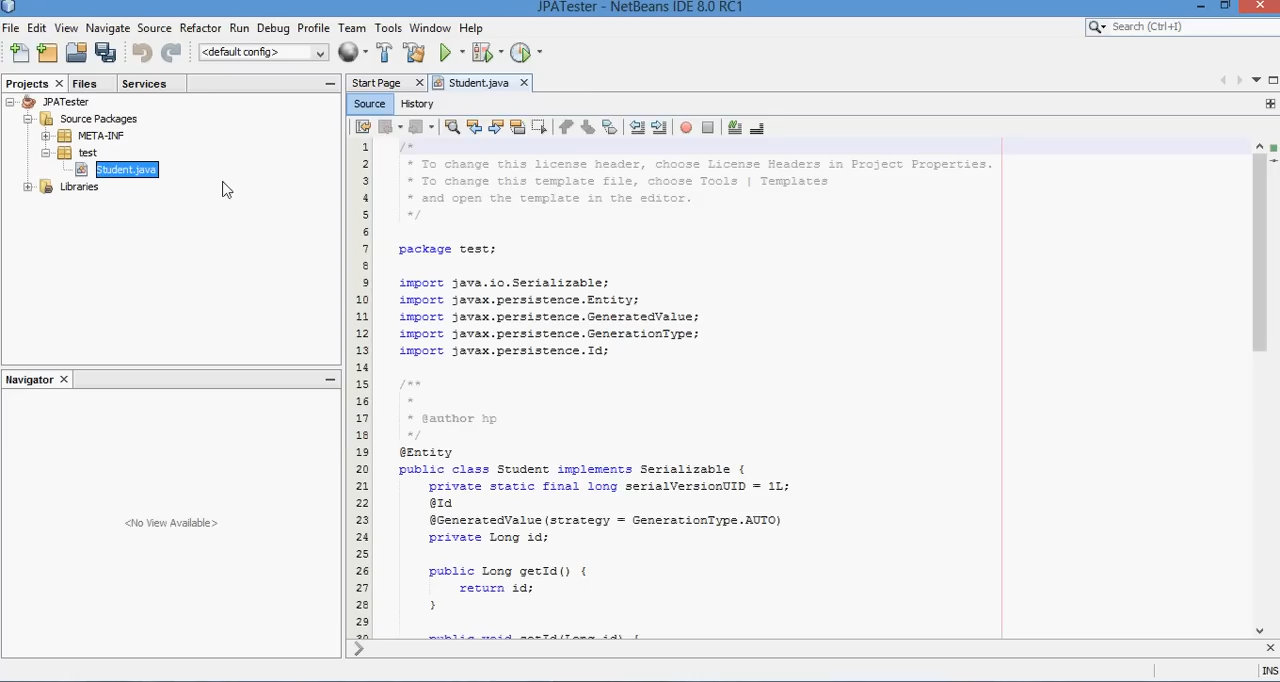 JPATester - NetBeans IDE 8.0 RC1
File Edit View Navigate Source Refactor Run Debug Profile Team Tools Window Help
Search (Ctrl+I)
<default config>
Projects Files Services
Start Page Student.java
JPATester
Source Packages
META-INF
test
Student.java
Libraries
Navigator
<No View Available>
Source History
1 /*
2 * To change this license header, choose License Headers in Project Properties.
3 * To change this template file, choose Tools | Templates
4 * and open the template in the editor.
5 */
6
7 package test;
8
9 import java.io.Serializable;
10 import javax.persistence.Entity;
11 import javax.persistence.GeneratedValue;
12 import javax.persistence.GenerationType;
13 import javax.persistence.Id;
14
15 /**
16 *
17 * @author hp
18 */
19 @Entity
20 public class Student implements Serializable {
21 private static final long serialVersionUID = 1L;
22 @Id
23 @GeneratedValue(strategy = GenerationType.AUTO)
24 private Long id;
25
26 public Long getId() {
27 return id;
28 }
29
30 public void setId(Long id) {
INS